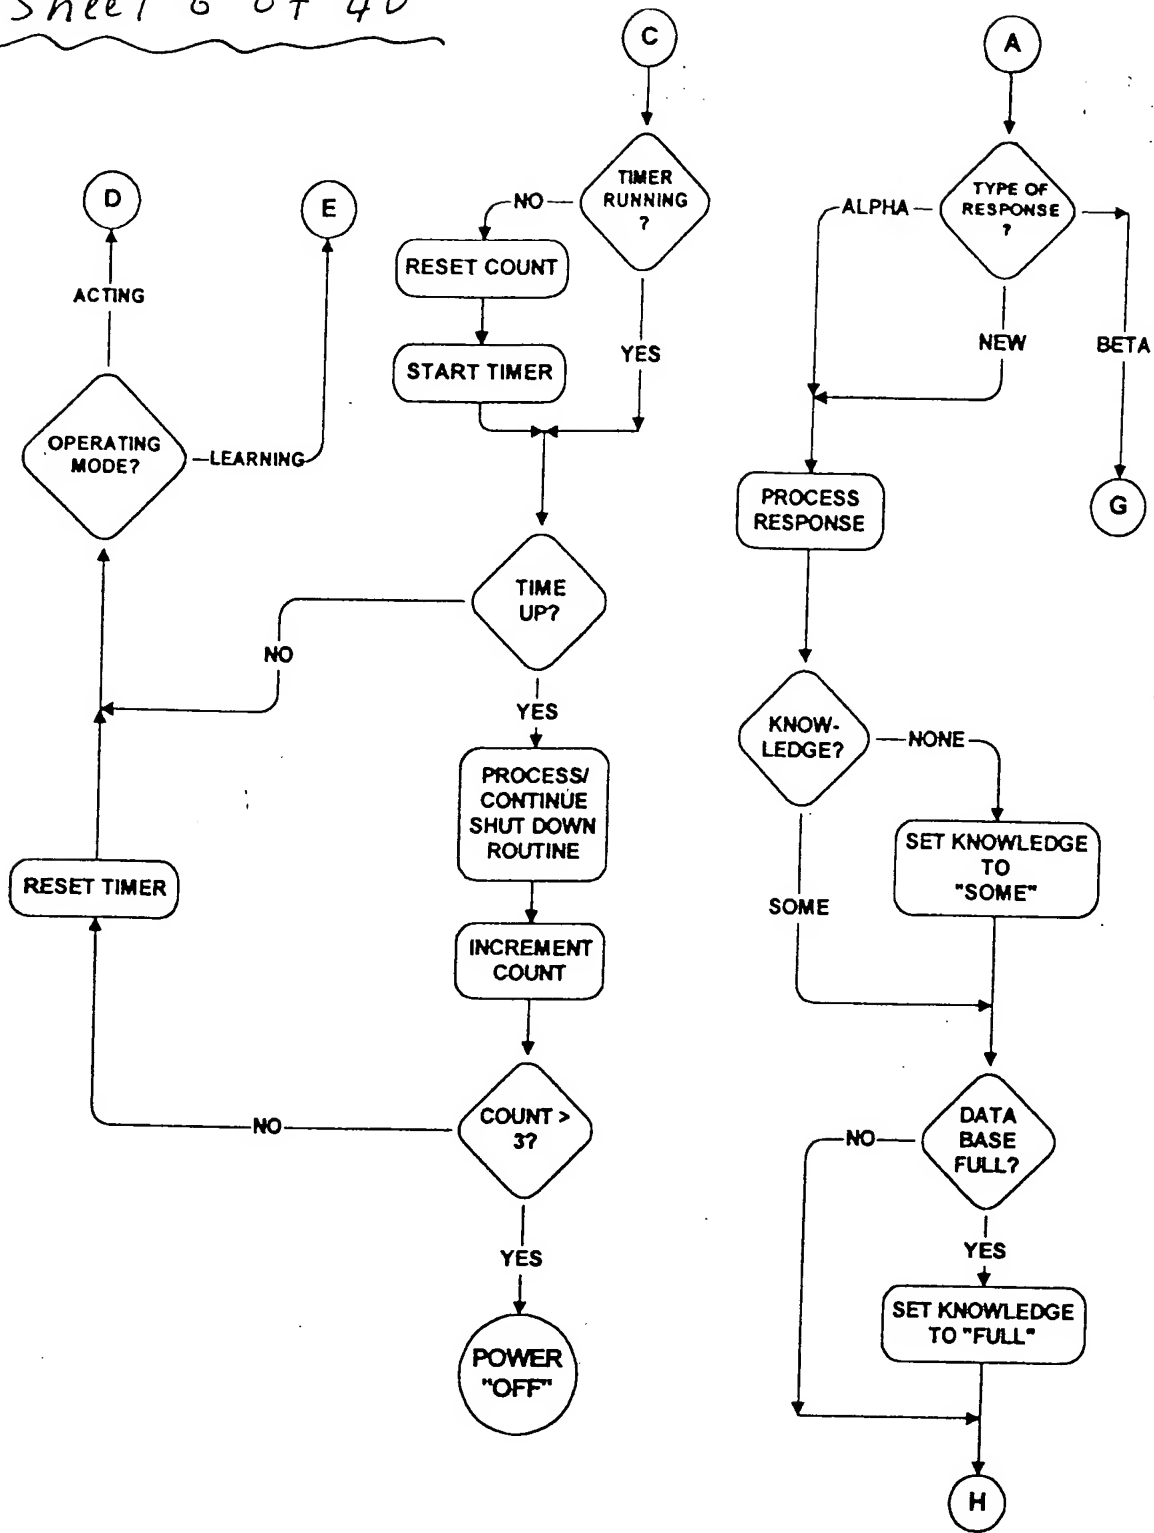 Sheet 6 of 40
C
TIMER
RUNNING
?
NO
RESET COUNT
START TIMER
YES
D
E
ACTING
OPERATING
MODE?
LEARNING
TIME
UP?
NO
YES
PROCESS/
CONTINUE
SHUT DOWN
ROUTINE
RESET TIMER
INCREMENT
COUNT
COUNT >
3?
NO
YES
POWER
"OFF"
A
TYPE OF
RESPONSE
?
ALPHA
NEW
BETA
G
PROCESS
RESPONSE
KNOW-
LEDGE?
NONE
SET KNOWLEDGE
TO
"SOME"
SOME
DATA
BASE
FULL?
NO
YES
SET KNOWLEDGE
TO "FULL"
H